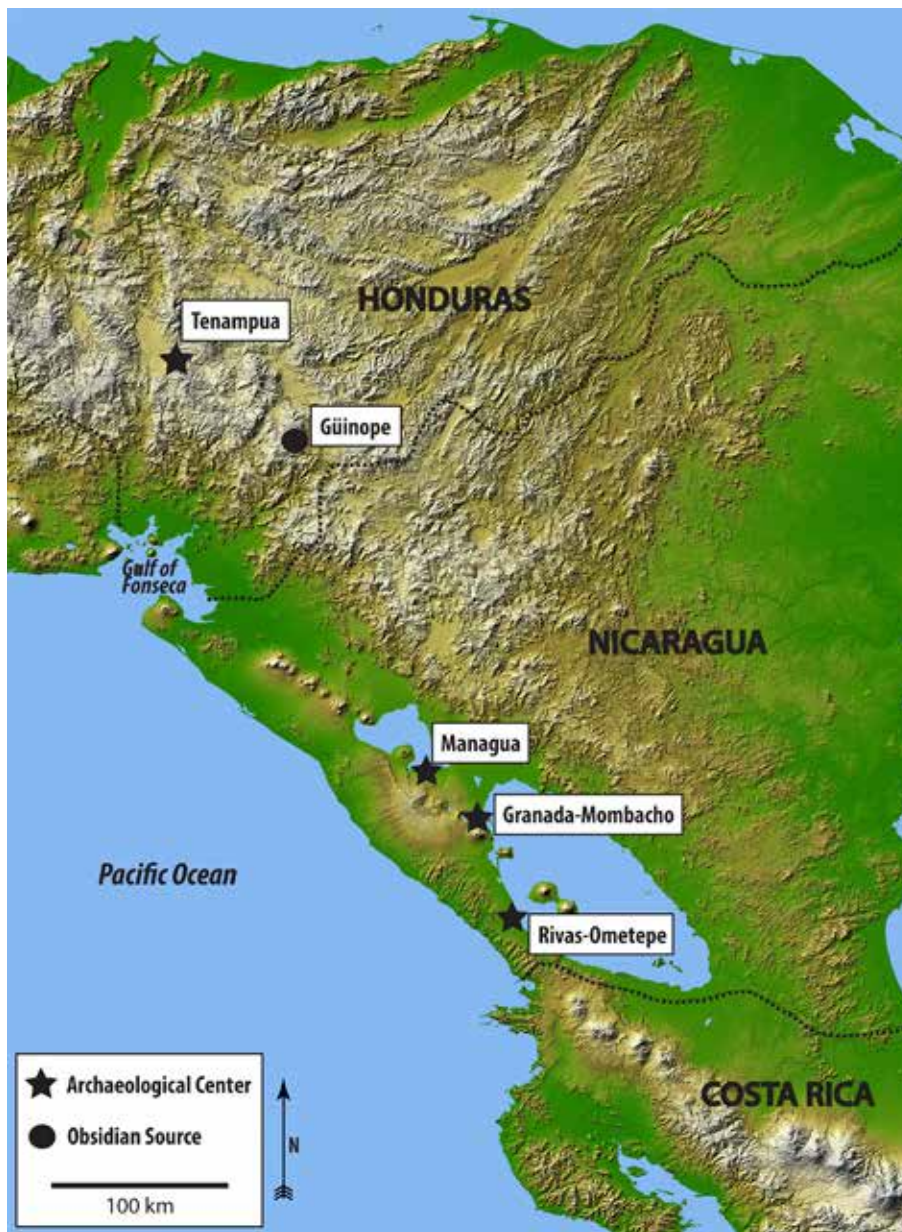 HONDURAS
Tenampua
Güinope
Gulf of
Fonseca
NICARAGUA
Managua
Granada-Mombacho
Pacific Ocean
Rivas-Ometepe
COSTA RICA
Archaeological Center
Obsidian Source
N
100 km